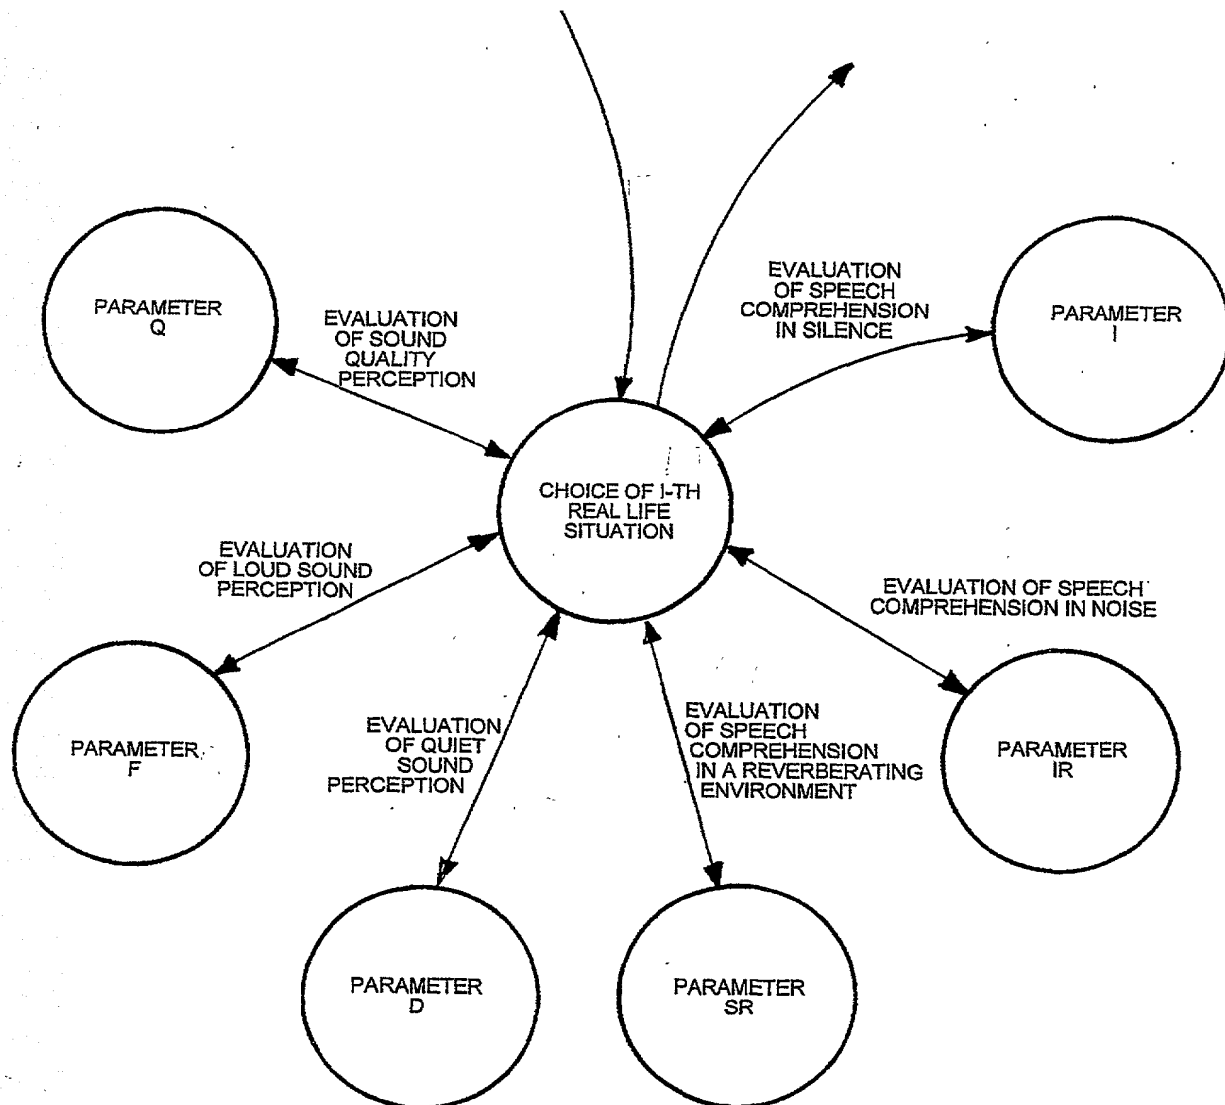 EVALUATION
OF SPEECH
COMPREHENSION
IN SILENCE
PARAMETER
Q
EVALUATION
OF SOUND
QUALITY
PERCEPTION
PARAMETER
I
CHOICE OF I-TH
REAL LIFE
SITUATION
EVALUATION
OF LOUD SOUND
PERCEPTION
EVALUATION OF SPEECH
COMPREHENSION IN NOISE
PARAMETER
F
EVALUATION
OF QUIET
SOUND
PERCEPTION
EVALUATION
OF SPEECH
COMPREHENSION
IN A REVERBERATING
ENVIRONMENT
PARAMETER
IR
PARAMETER
D
PARAMETER
SR